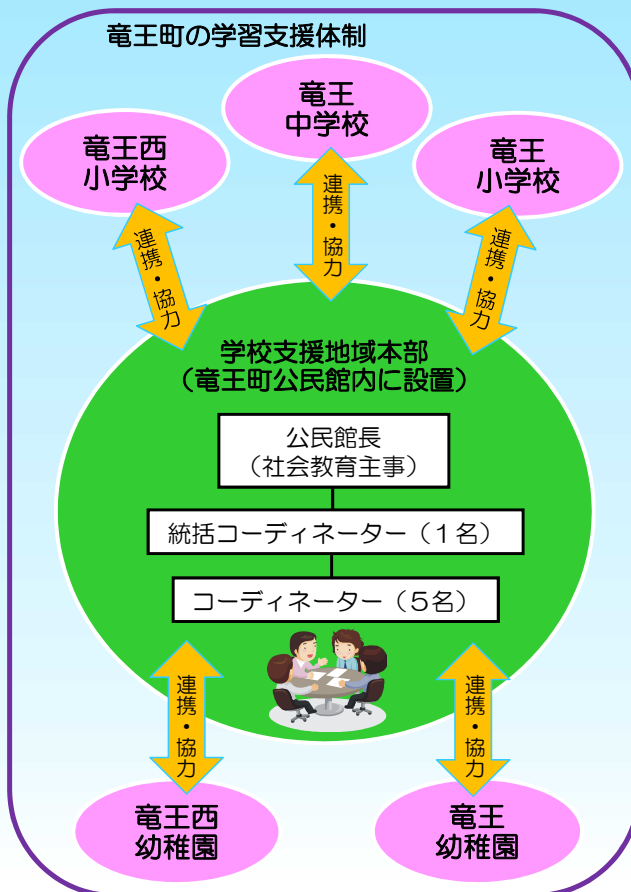 竜王町の学習支援体制
竜王
中学校
竜王西
小学校
竜王
小学校
連携・協力
連携・協力
連携・協力
学校支援地域本部
（竜王町公民館内に設置）
公民館長
（社会教育主事）
統括コーディネーター（１名）
コーディネーター（５名）
連携・協力
連携・協力
竜王西
幼稚園
竜王
幼稚園